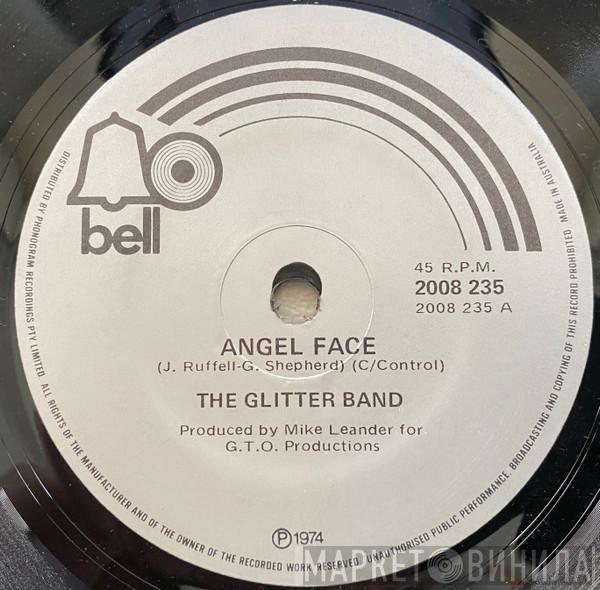 bell
45 R.P.M.
2008 235
2008 235 A
ANGEL FACE
(J. Ruffell-G. Shepherd) (C/Control)
THE GLITTER BAND
Produced by Mike Leander for
G.T.O. Productions
Ⓟ1974
DISTRIBUTED BY PHONOGRAM RECORDINGS PTY. LIMITED. ALL RIGHTS OF THE MANUFACTURER AND OF THE OWNER OF THE RECORDED WORK RESERVED. UNAUTHORISED PUBLIC PERFORMANCE, BROADCASTING AND COPYING OF THIS RECORD PROHIBITED MADE IN AUSTRALIA
МАРКЕТ ВИНИЛА